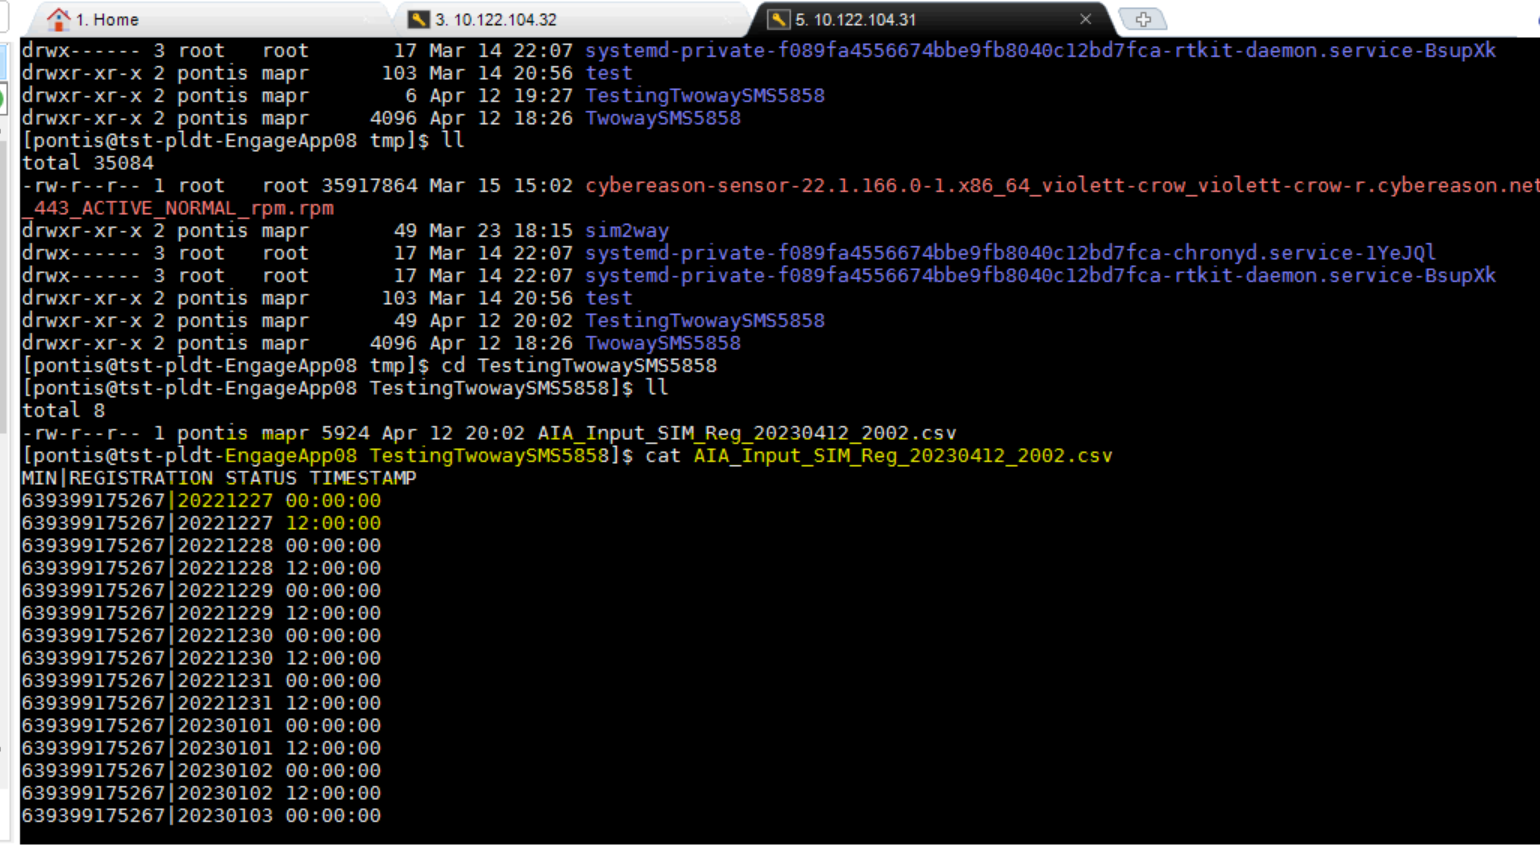 1. Home
3. 10.122.104.32
5. 10.122.104.31
drwx------ 3 root   root       17 Mar 14 22:07 systemd-private-f089fa4556674bbe9fb8040c12bd7fca-rtkit-daemon.service-BsupXk
drwxr-xr-x 2 pontis mapr      103 Mar 14 20:56 test
drwxr-xr-x 2 pontis mapr        6 Apr 12 19:27 TestingTwowaySMS5858
drwxr-xr-x 2 pontis mapr     4096 Apr 12 18:26 TwowaySMS5858
[pontis@tst-pldt-EngageApp08 tmp]$ ll
total 35084
-rw-r--r-- 1 root   root 35917864 Mar 15 15:02 cybereason-sensor-22.1.166.0-1.x86_64_violett-crow_violett-crow-r.cybereason.net
_443_ACTIVE_NORMAL_rpm.rpm
drwxr-xr-x 2 pontis mapr       49 Mar 23 18:15 sim2way
drwx------ 3 root   root       17 Mar 14 22:07 systemd-private-f089fa4556674bbe9fb8040c12bd7fca-chronyd.service-1YeJQl
drwx------ 3 root   root       17 Mar 14 22:07 systemd-private-f089fa4556674bbe9fb8040c12bd7fca-rtkit-daemon.service-BsupXk
drwxr-xr-x 2 pontis mapr      103 Mar 14 20:56 test
drwxr-xr-x 2 pontis mapr       49 Apr 12 20:02 TestingTwowaySMS5858
drwxr-xr-x 2 pontis mapr     4096 Apr 12 18:26 TwowaySMS5858
[pontis@tst-pldt-EngageApp08 tmp]$ cd TestingTwowaySMS5858
[pontis@tst-pldt-EngageApp08 TestingTwowaySMS5858]$ ll
total 8
-rw-r--r-- 1 pontis mapr 5924 Apr 12 20:02 AIA_Input_SIM_Reg_20230412_2002.csv
[pontis@tst-pldt-EngageApp08 TestingTwowaySMS5858]$ cat AIA_Input_SIM_Reg_20230412_2002.csv
MIN|REGISTRATION STATUS TIMESTAMP
639399175267|20221227 00:00:00
639399175267|20221227 12:00:00
639399175267|20221228 00:00:00
639399175267|20221228 12:00:00
639399175267|20221229 00:00:00
639399175267|20221229 12:00:00
639399175267|20221230 00:00:00
639399175267|20221230 12:00:00
639399175267|20221231 00:00:00
639399175267|20221231 12:00:00
639399175267|20230101 00:00:00
639399175267|20230101 12:00:00
639399175267|20230102 00:00:00
639399175267|20230102 12:00:00
639399175267|20230103 00:00:00